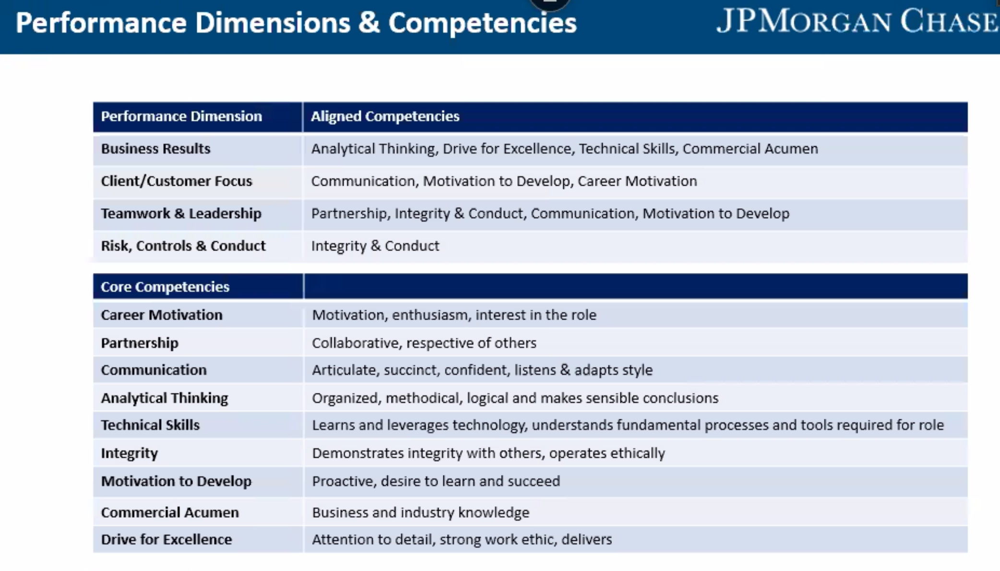 Performance Dimensions & Competencies
JPMORGAN CHASE
Performance Dimension Aligned Competencies
Business Results Analytical Thinking, Drive for Excellence, Technical Skills, Commercial Acumen
Client/Customer Focus Communication, Motivation to Develop, Career Motivation
Teamwork & Leadership Partnership, Integrity & Conduct, Communication, Motivation to Develop
Risk, Controls & Conduct Integrity & Conduct
Core Competencies
Career Motivation Motivation, enthusiasm, interest in the role
Partnership Collaborative, respective of others
Communication Articulate, succinct, confident, listens & adapts style
Analytical Thinking Organized, methodical, logical and makes sensible conclusions
Technical Skills Learns and leverages technology, understands fundamental processes and tools required for role
Integrity Demonstrates integrity with others, operates ethically
Motivation to Develop Proactive, desire to learn and succeed
Commercial Acumen Business and industry knowledge
Drive for Excellence Attention to detail, strong work ethic, delivers